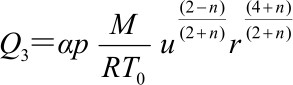 Q₃=αp M/(RT₀) u^((2−n)/(2+n)) r^((4+n)/(2+n))